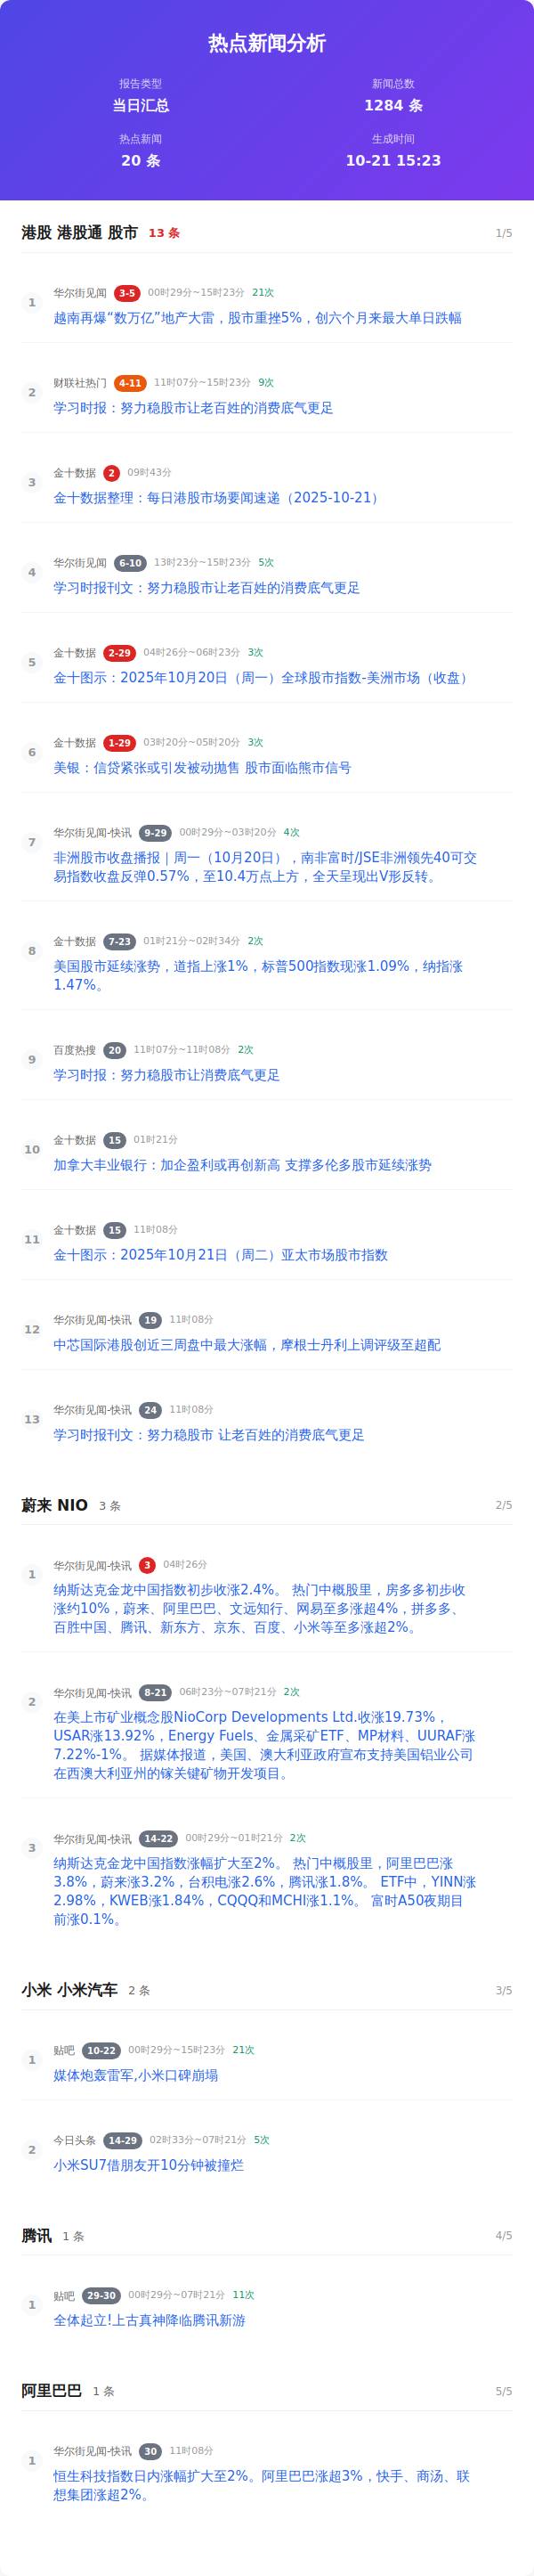 热点新闻分析
报告类型
新闻总数
当日汇总
1284 条
热点新闻
生成时间
20 条
10-21 15:23
港股 港股通 股市 13 条 1/5
1
华尔街见闻 3-5 00时29分~15时23分 21次
越南再爆“数万亿”地产大雷，股市重挫5%，创六个月来最大单日跌幅
2
财联社热门 4-11 11时07分~15时23分 9次
学习时报：努力稳股市让老百姓的消费底气更足
3
金十数据 2 09时43分
金十数据整理：每日港股市场要闻速递（2025-10-21）
4
华尔街见闻 6-10 13时23分~15时23分 5次
学习时报刊文：努力稳股市让老百姓的消费底气更足
5
金十数据 2-29 04时26分~06时23分 3次
金十图示：2025年10月20日（周一）全球股市指数-美洲市场（收盘）
6
金十数据 1-29 03时20分~05时20分 3次
美银：信贷紧张或引发被动抛售 股市面临熊市信号
7
华尔街见闻-快讯 9-29 00时29分~03时20分 4次
非洲股市收盘播报｜周一（10月20日），南非富时/JSE非洲领先40可交
易指数收盘反弹0.57%，至10.4万点上方，全天呈现出V形反转。
8
金十数据 7-23 01时21分~02时34分 2次
美国股市延续涨势，道指上涨1%，标普500指数现涨1.09%，纳指涨
1.47%。
9
百度热搜 20 11时07分~11时08分 2次
学习时报：努力稳股市让消费底气更足
10
金十数据 15 01时21分
加拿大丰业银行：加企盈利或再创新高 支撑多伦多股市延续涨势
11
金十数据 15 11时08分
金十图示：2025年10月21日（周二）亚太市场股市指数
12
华尔街见闻-快讯 19 11时08分
中芯国际港股创近三周盘中最大涨幅，摩根士丹利上调评级至超配
13
华尔街见闻-快讯 24 11时08分
学习时报刊文：努力稳股市 让老百姓的消费底气更足
蔚来 NIO 3 条 2/5
1
华尔街见闻-快讯 3 04时26分
纳斯达克金龙中国指数初步收涨2.4%。 热门中概股里，房多多初步收
涨约10%，蔚来、阿里巴巴、文远知行、网易至多涨超4%，拼多多、
百胜中国、腾讯、新东方、京东、百度、小米等至多涨超2%。
2
华尔街见闻-快讯 8-21 06时23分~07时21分 2次
在美上市矿业概念股NioCorp Developments Ltd.收涨19.73%，
USAR涨13.92%，Energy Fuels、金属采矿ETF、MP材料、UURAF涨
7.22%-1%。 据媒体报道，美国、澳大利亚政府宣布支持美国铝业公司
在西澳大利亚州的镓关键矿物开发项目。
3
华尔街见闻-快讯 14-22 00时29分~01时21分 2次
纳斯达克金龙中国指数涨幅扩大至2%。 热门中概股里，阿里巴巴涨
3.8%，蔚来涨3.2%，台积电涨2.6%，腾讯涨1.8%。 ETF中，YINN涨
2.98%，KWEB涨1.84%，CQQQ和MCHI涨1.1%。 富时A50夜期目
前涨0.1%。
小米 小米汽车 2 条 3/5
1
贴吧 10-22 00时29分~15时23分 21次
媒体炮轰雷军,小米口碑崩塌
2
今日头条 14-29 02时33分~07时21分 5次
小米SU7借朋友开10分钟被撞烂
腾讯 1 条 4/5
1
贴吧 29-30 00时29分~07时21分 11次
全体起立!上古真神降临腾讯新游
阿里巴巴 1 条 5/5
1
华尔街见闻-快讯 30 11时08分
恒生科技指数日内涨幅扩大至2%。阿里巴巴涨超3%，快手、商汤、联
想集团涨超2%。